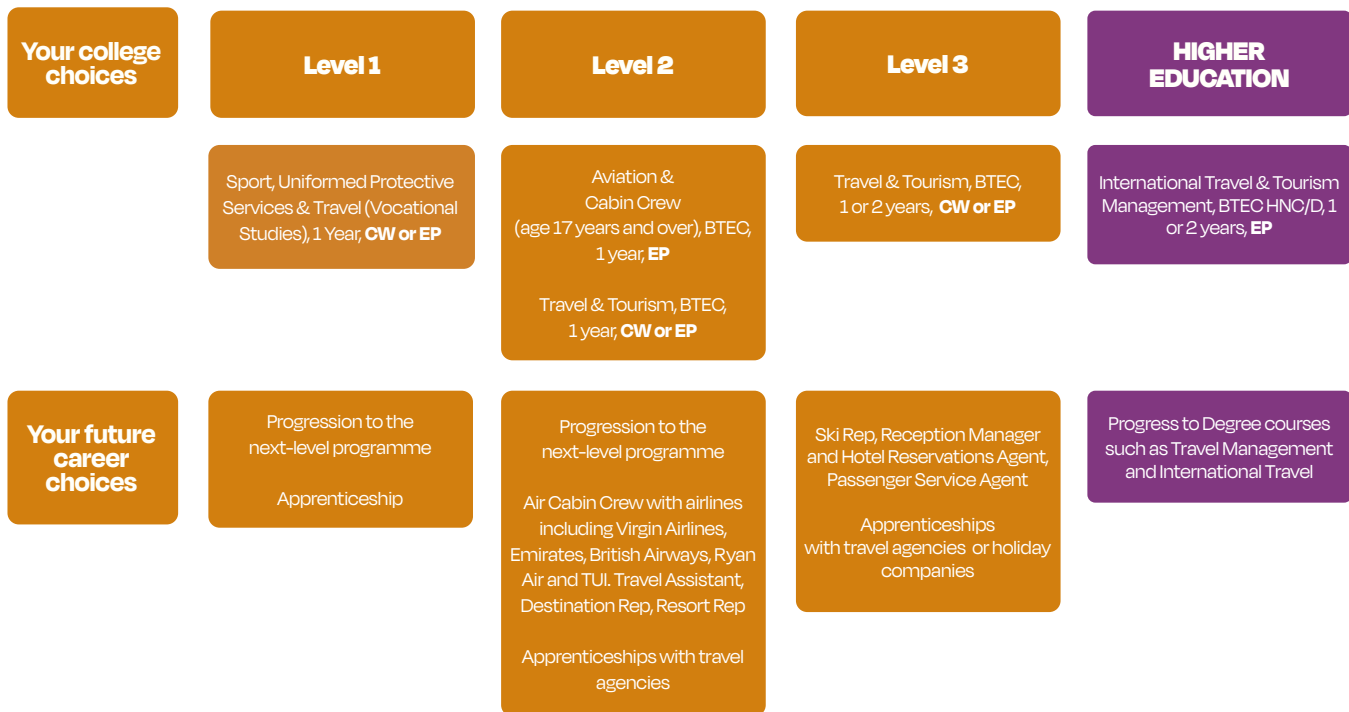 Your college
choices
Level 1
Level 2
Level 3
HIGHER
EDUCATION
Sport, Uniformed Protective
Services & Travel (Vocational
Studies), 1 Year, CW or EP
Aviation &
Cabin Crew
(age 17 years and over), BTEC,
1 year, EP
Travel & Tourism, BTEC,
1 year, CW or EP
Travel & Tourism, BTEC,
1 or 2 years, CW or EP
International Travel & Tourism
Management, BTEC HNC/D, 1
or 2 years, EP
Your future
career
choices
Progression to the
next-level programme
Apprenticeship
Progression to the
next-level programme
Air Cabin Crew with airlines
including Virgin Airlines,
Emirates, British Airways, Ryan
Air and TUI. Travel Assistant,
Destination Rep, Resort Rep
Apprenticeships with travel
agencies
Ski Rep, Reception Manager
and Hotel Reservations Agent,
Passenger Service Agent
Apprenticeships
with travel agencies or holiday
companies
Progress to Degree courses
such as Travel Management
and International Travel